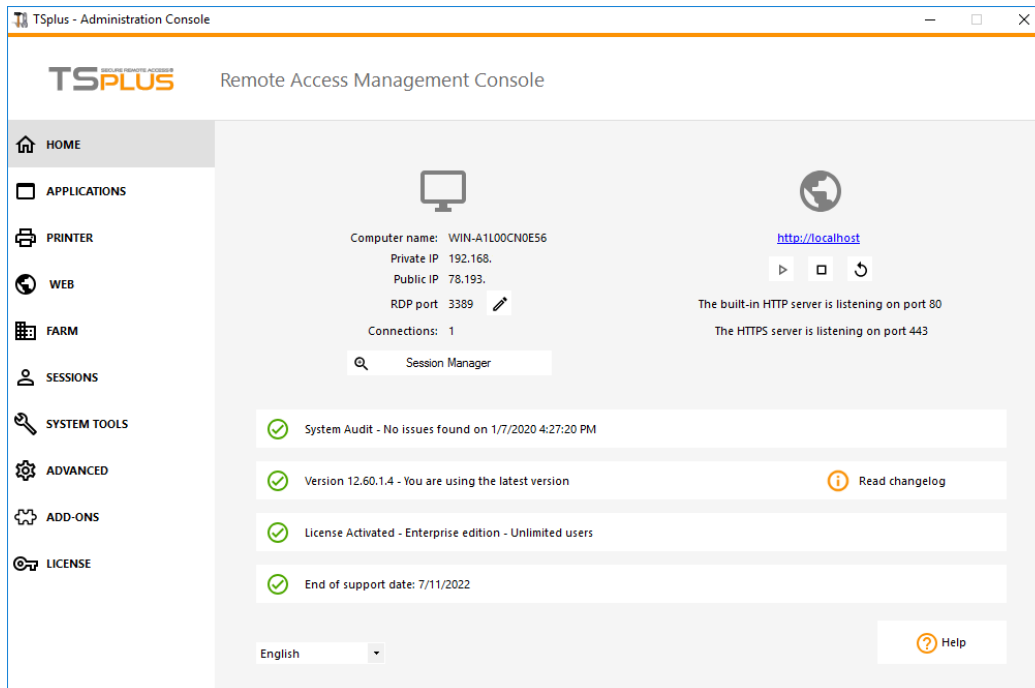 TSplus - Administration Console
TSPLUS
SECURE REMOTE ACCESS®
Remote Access Management Console
HOME
APPLICATIONS
PRINTER
WEB
FARM
SESSIONS
SYSTEM TOOLS
ADVANCED
ADD-ONS
LICENSE
Computer name: WIN-A1L00CN0E56
Private IP 192.168.
Public IP 78.193.
RDP port 3389
Connections: 1
Session Manager
http://localhost
The built-in HTTP server is listening on port 80
The HTTPS server is listening on port 443
System Audit - No issues found on 1/7/2020 4:27:20 PM
Version 12.60.1.4 - You are using the latest version
Read changelog
License Activated - Enterprise edition - Unlimited users
End of support date: 7/11/2022
English
Help